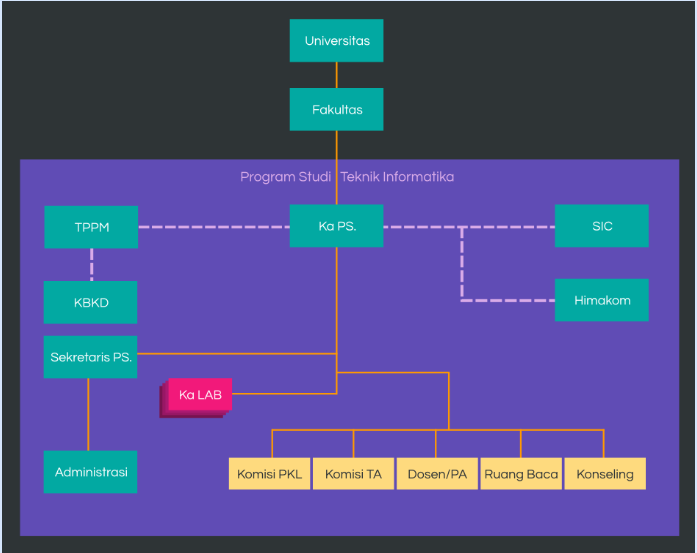 Universitas
Fakultas
Program Studi Teknik Informatika
TPPM
Ka PS.
SIC
KBKD
Himakom
Sekretaris PS.
Ka LAB
Administrasi
Komisi PKL
Komisi TA
Dosen/PA
Ruang Baca
Konseling